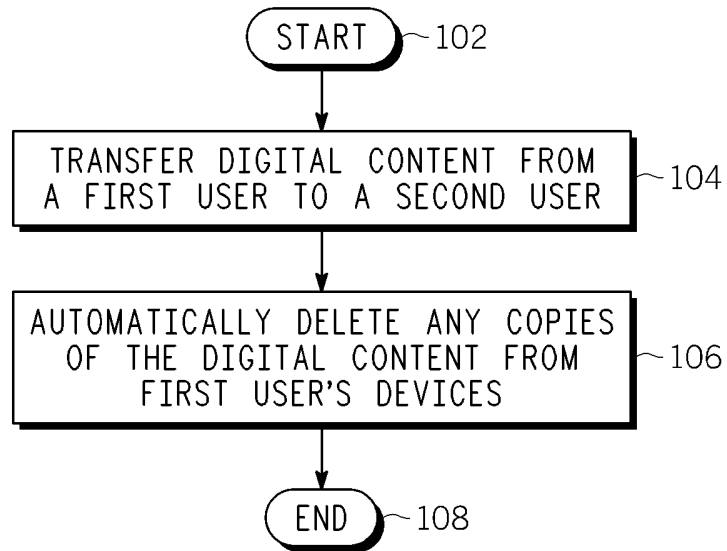 START 102
TRANSFER DIGITAL CONTENT FROM
A FIRST USER TO A SECOND USER
104
AUTOMATICALLY DELETE ANY COPIES
OF THE DIGITAL CONTENT FROM
FIRST USER'S DEVICES
106
END 108